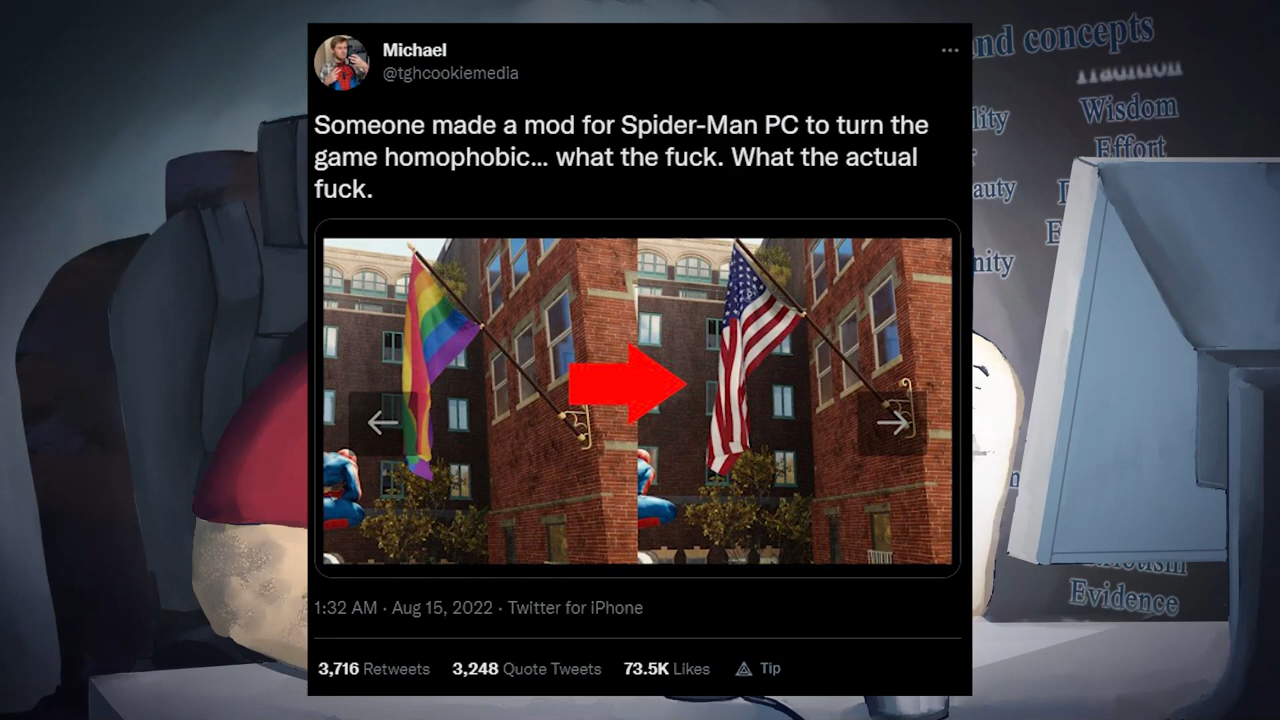 Michael
@tghcookiemedia
Someone made a mod for Spider-Man PC to turn the
game homophobic... what the fuck. What the actual
fuck.
1:32 AM · Aug 15, 2022 · Twitter for iPhone
3,716 Retweets 3,248 Quote Tweets 73.5K Likes Tip
and concepts
Tradition
Wisdom
Effort
Evidence